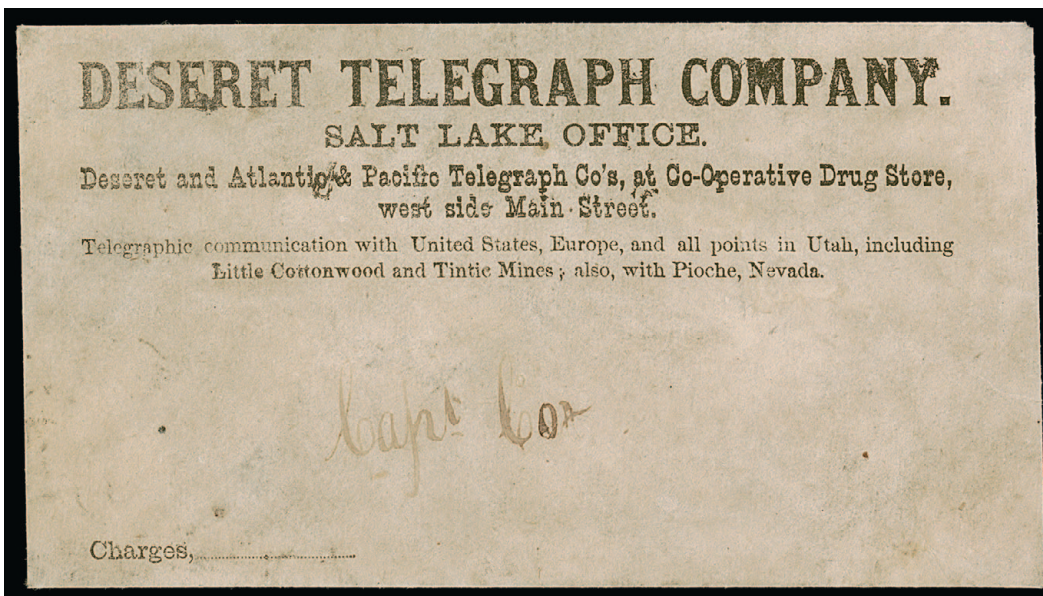 DESERET TELEGRAPH COMPANY.
SALT LAKE OFFICE.
Deseret and Atlantic & Pacific Telegraph Co's, at Co-Operative Drug Store,
west side Main Street.
Telegraphic communication with United States, Europe, and all points in Utah, including
Little Cottonwood and Tintic Mines; also, with Pioche, Nevada.
Capt
Charges,